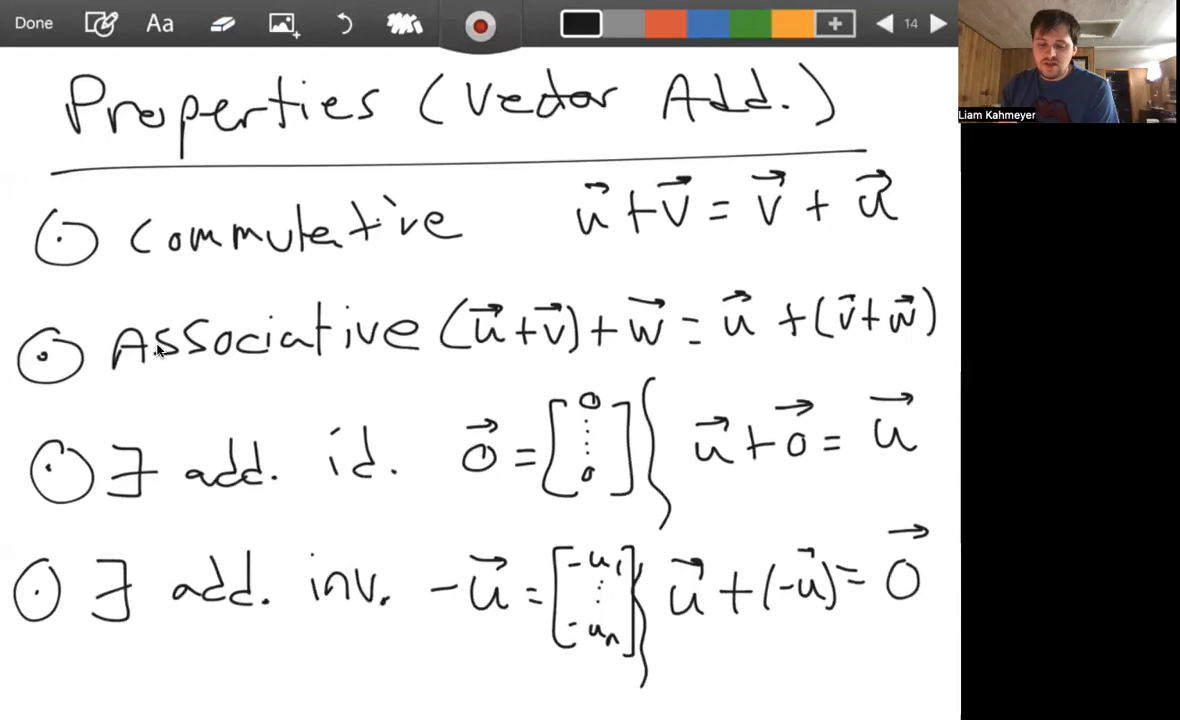 Done Aa 14
Liam Kahmeyer
Properties (Vector Add.)
⊙ Commutative u⃗ + v⃗ = v⃗ + u⃗
⊙ Associative (u⃗ + v⃗) + w⃗ = u⃗ + (v⃗ + w⃗)
⊙ ∃ add. id. 0⃗ = [0 ⋮ 0] } u⃗ + 0⃗ = u⃗
⊙ ∃ add. inv. -u⃗ = [-u₁ ⋮ -uₙ] } u⃗ + (-u⃗) = 0⃗